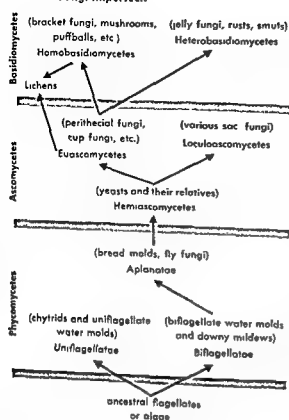 Fungi Imperfecti
Basidiomycetes
(bracket fungi, mushrooms,
puffballs, etc )
Homobasidiomycetes
(jelly fungi, rusts, smuts)
Heterobasidiomycetes
Lichens
Ascomycetes
(perithecial fungi,
cup fungi, etc.)
Euascomycetes
(various sac fungi)
Loculoascomycetes
(yeasts and their relatives)
Hemiascomycetes
Phycomycetes
(bread molds, fly fungi)
Aplanatae
(chytrids and uniflagellate
water molds)
Uniflagellatae
(biflagellate water molds
and downy mildews)
Biflagellatae
ancestral flagellates
or algae